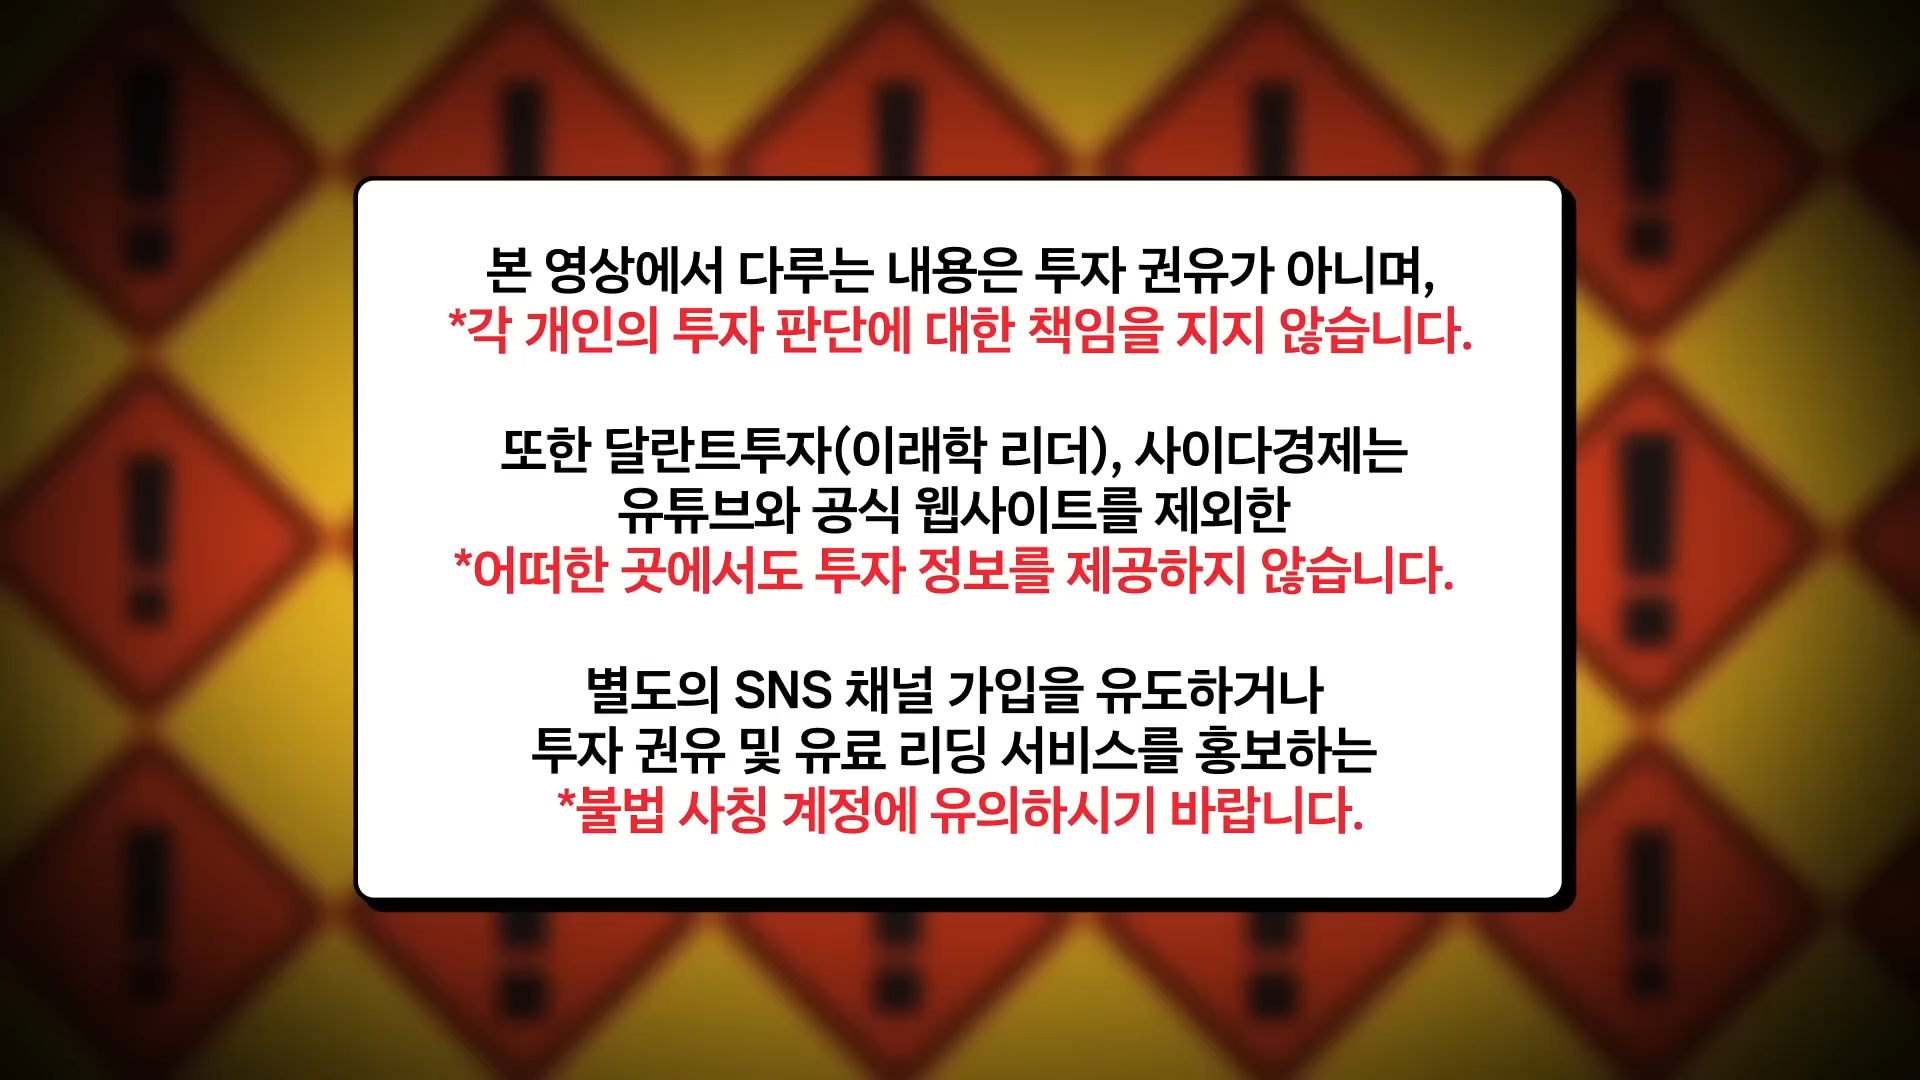 본 영상에서 다루는 내용은 투자 권유가 아니며,
*각 개인의 투자 판단에 대한 책임을 지지 않습니다.
또한 달란트투자(이래학 리더), 사이다경제는
유튜브와 공식 웹사이트를 제외한
*어떠한 곳에서도 투자 정보를 제공하지 않습니다.
별도의 SNS 채널 가입을 유도하거나
투자 권유 및 유료 리딩 서비스를 홍보하는
*불법 사칭 계정에 유의하시기 바랍니다.